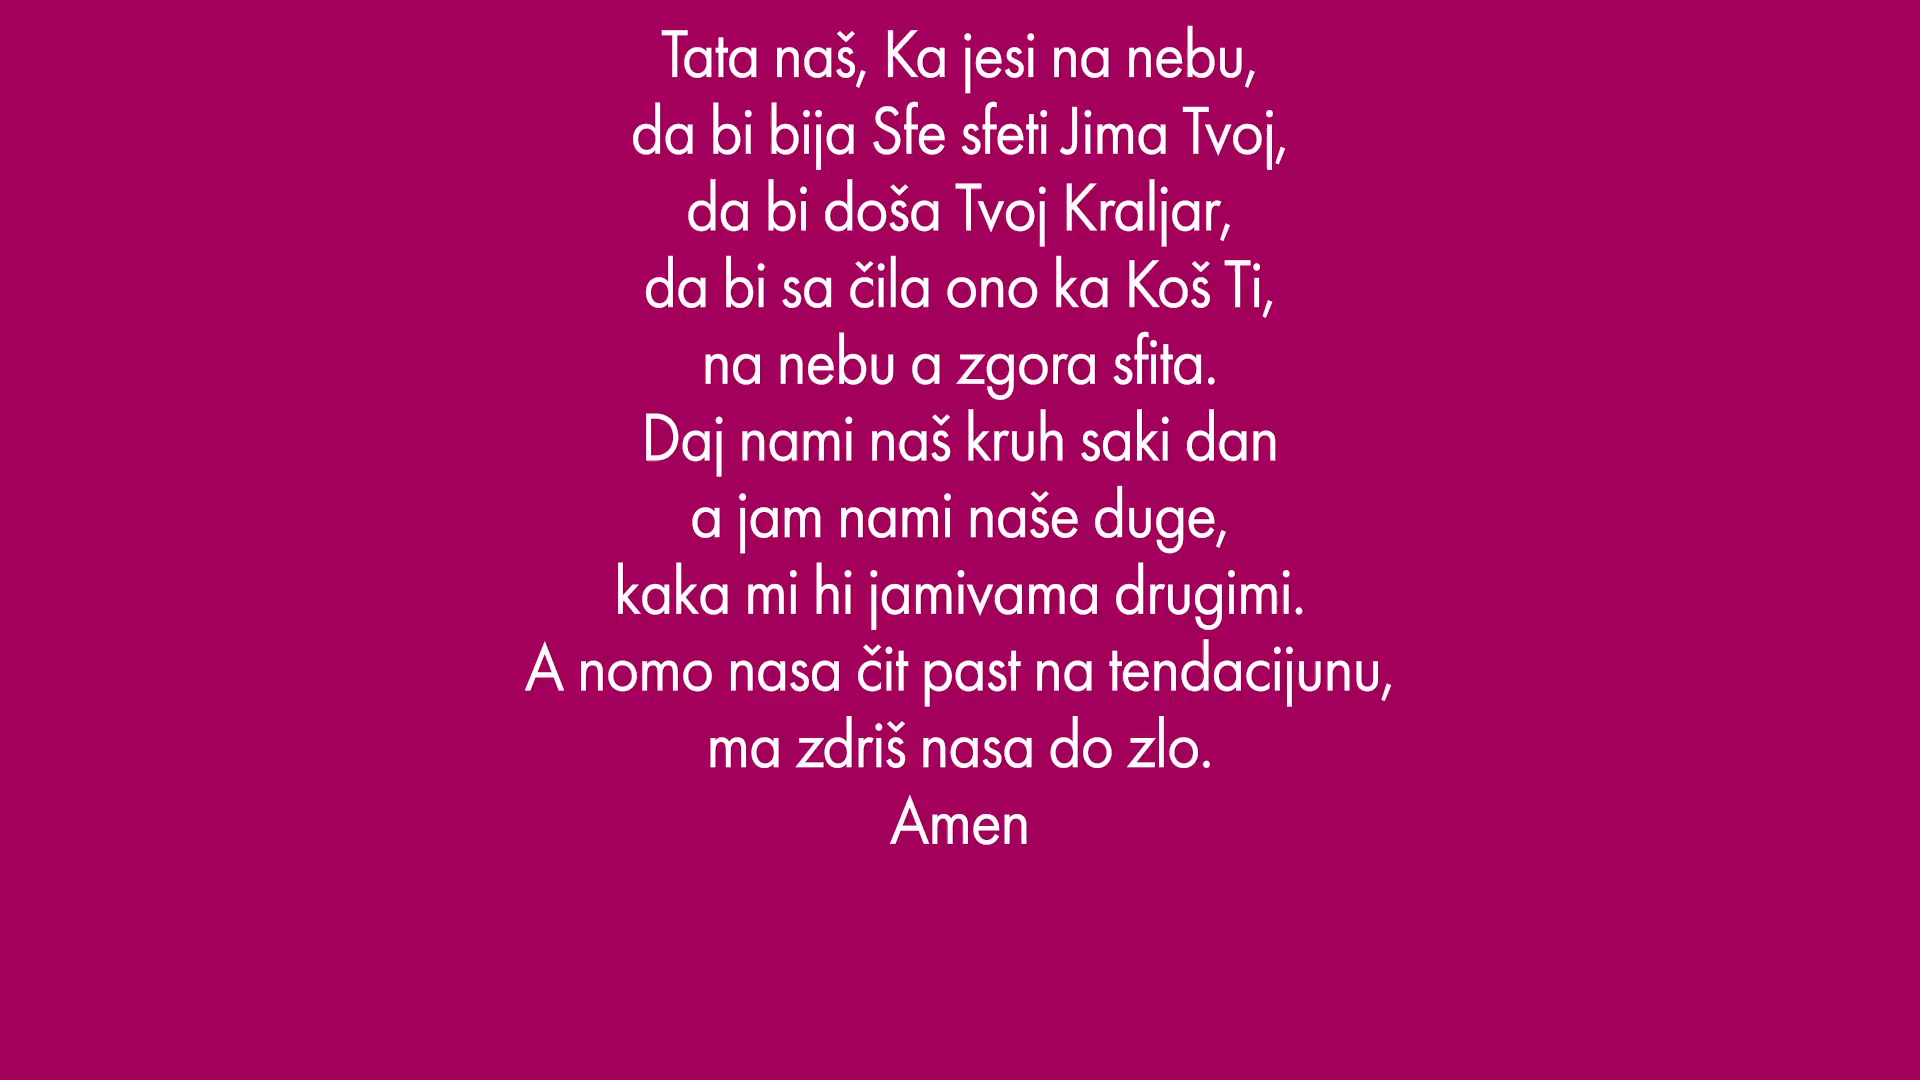 Tata naš, Ka jesi na nebu,
da bi bija Sfe sfeti Jima Tvoj,
da bi doša Tvoj Kraljar,
da bi sa čila ono ka Koš Ti,
na nebu a zgora sfita.
Daj nami naš kruh saki dan
a jam nami naše duge,
kaka mi hi jamivama drugimi.
A nomo nasa čit past na tendacijunu,
ma zdriš nasa do zlo.
Amen